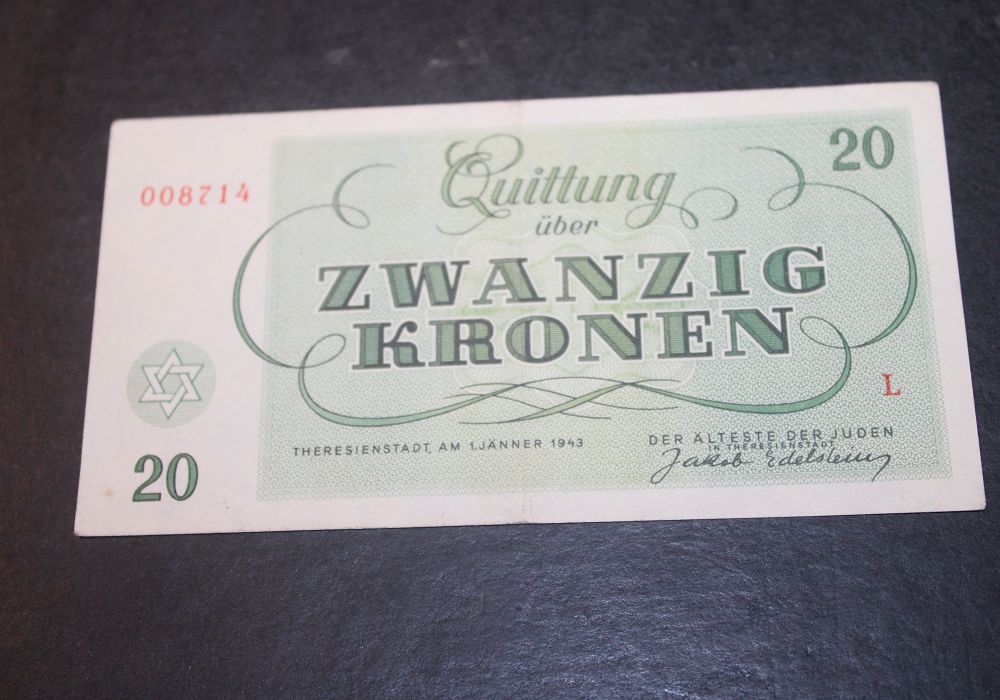 008714
20
Quittung
über
ZWANZIG
KRONEN
L
THERESIENSTADT, AM 1. JÄNNER 1943
DER ÄLTESTE DER JUDEN
IN THERESIENSTADT
Jakob Edelstein
20